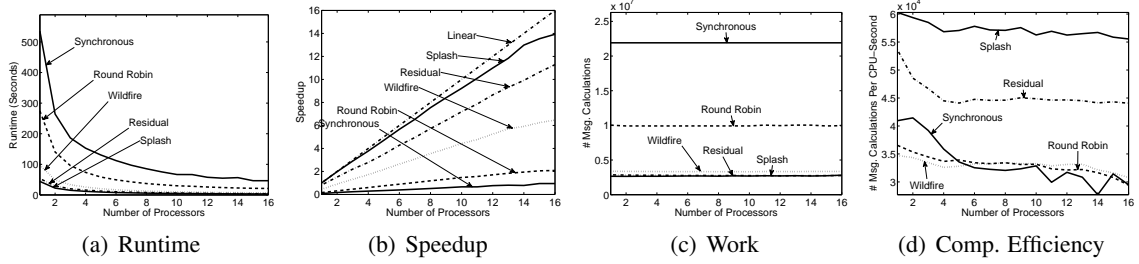 Runtime (Seconds)
500
400
300
200
100
0
2 4 6 8 10 12 14 16
Number of Processors
Synchronous
Round Robin
Wildfire
Residual
Splash
(a) Runtime
Speedup
16
14
12
10
8
6
4
2
0
2 4 6 8 10 12 14 16
Number of Processors
Linear
Splash
Residual
Wildfire
Round Robin
Synchronous
(b) Speedup
# Msg. Calculations
x 10^7
2.5
2
1.5
1
0.5
0
2 4 6 8 10 12 14 16
Number of Processors
Synchronous
Round Robin
Wildfire
Residual
Splash
(c) Work
# Msg. Calculations Per CPU−Second
x 10^4
6
5.5
5
4.5
4
3.5
3
2 4 6 8 10 12 14 16
Number of Processors
Splash
Residual
Synchronous
Round Robin
Wildfire
(d) Comp. Efficiency